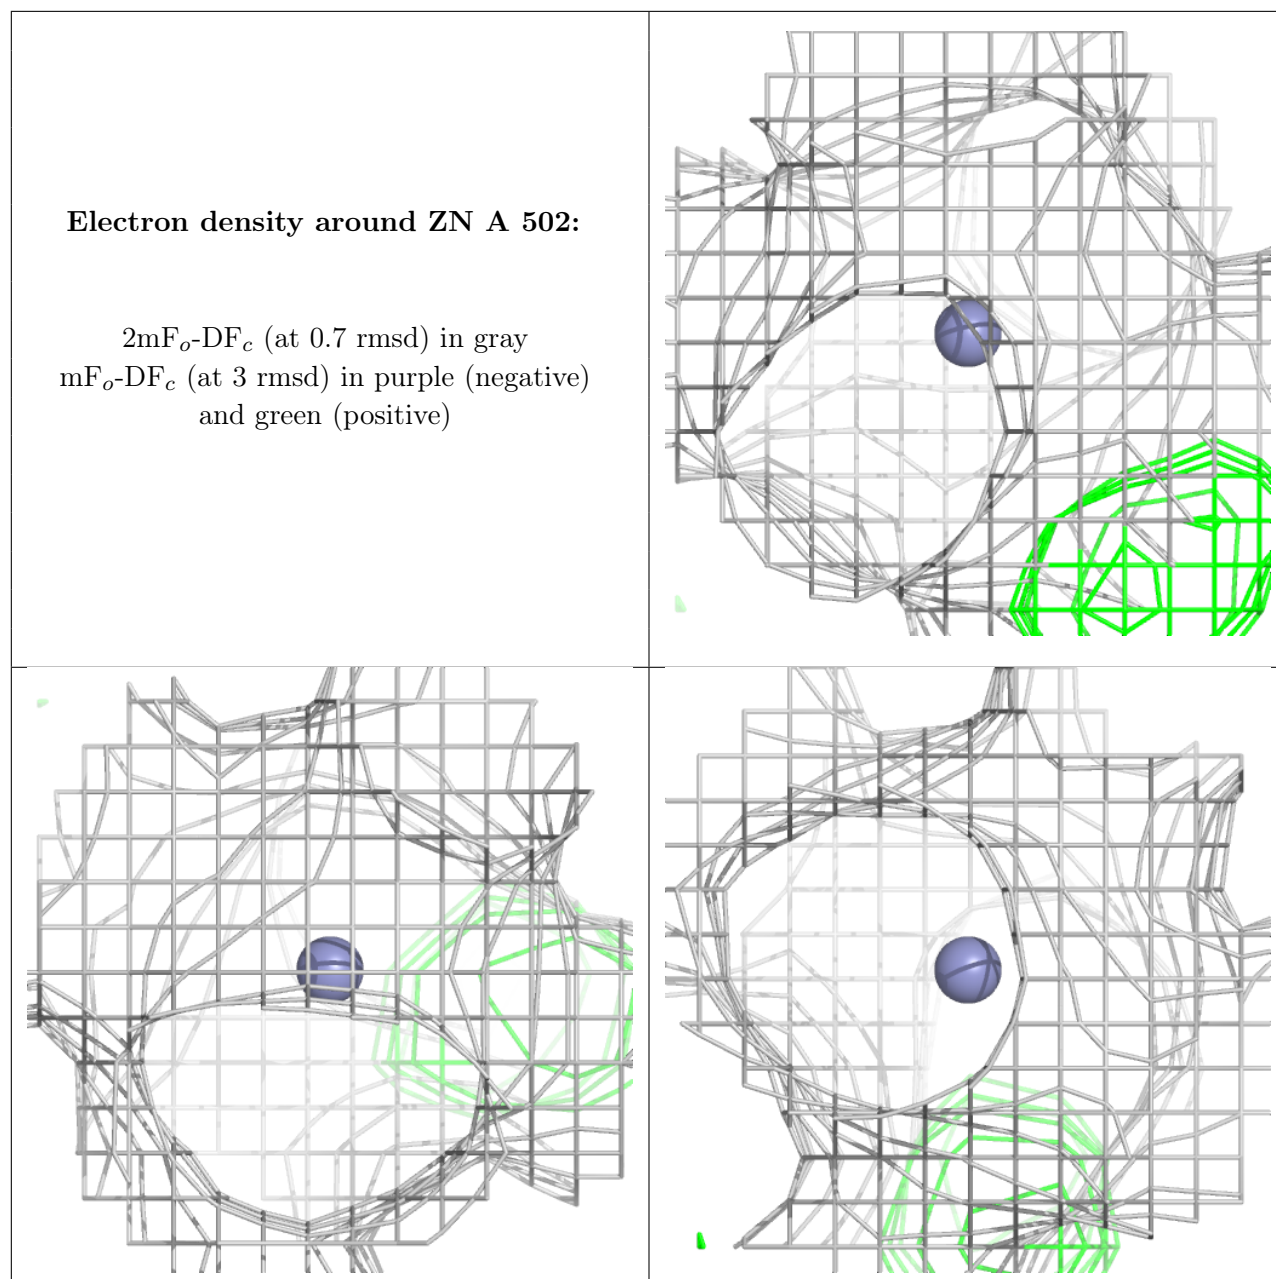 Electron density around ZN A 502:
2mFo-DFc (at 0.7 rmsd) in gray
mFo-DFc (at 3 rmsd) in purple (negative)
and green (positive)